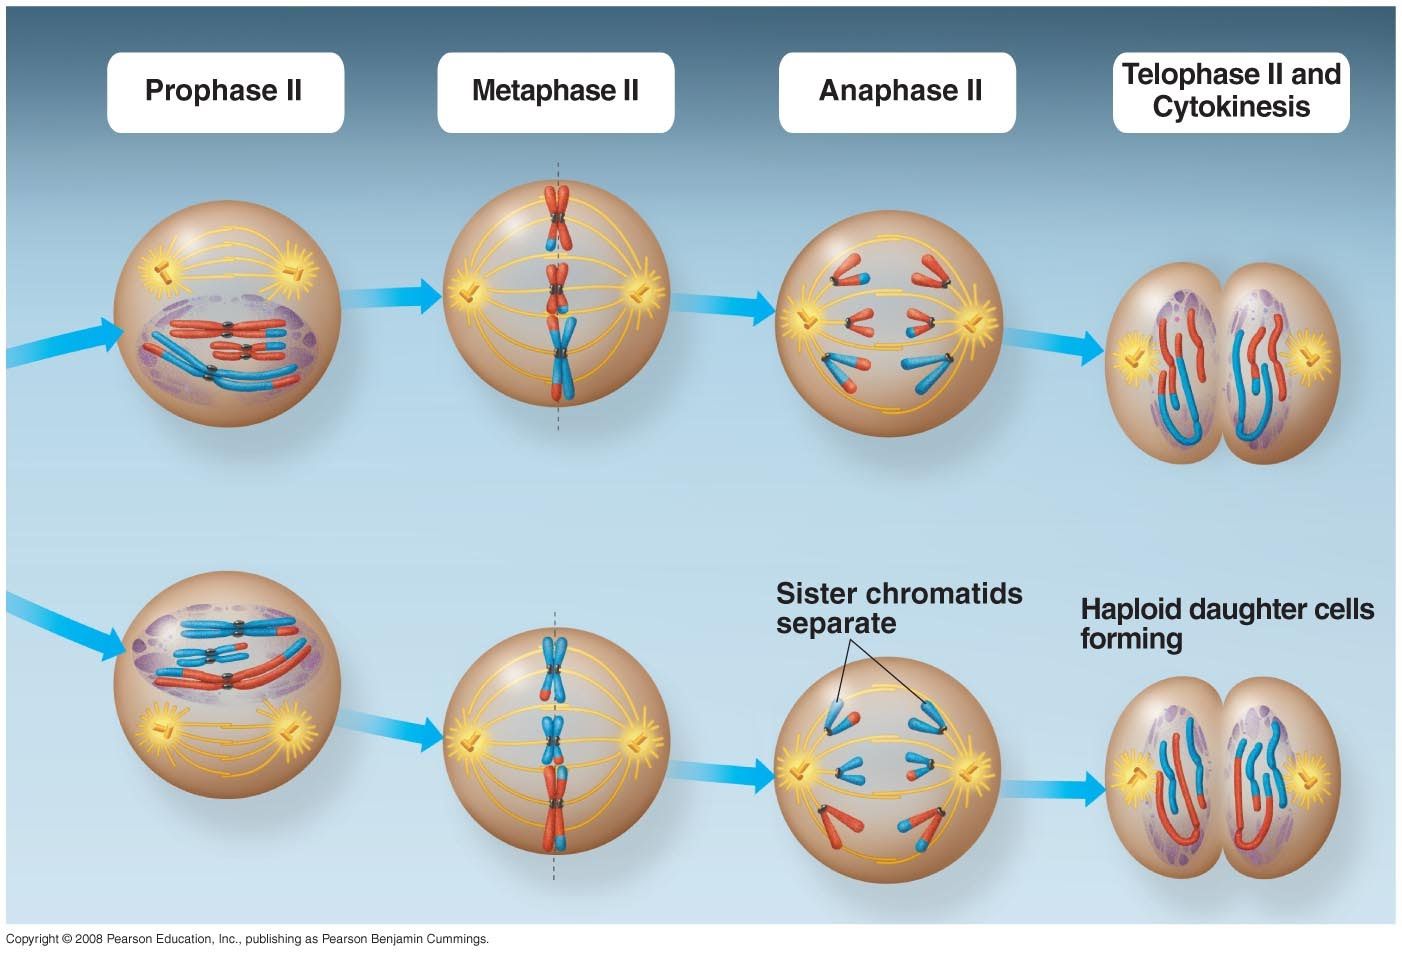 Prophase II
Metaphase II
Anaphase II
Telophase II and
Cytokinesis
Sister chromatids
separate
Haploid daughter cells
forming
Copyright © 2008 Pearson Education, Inc., publishing as Pearson Benjamin Cummings.